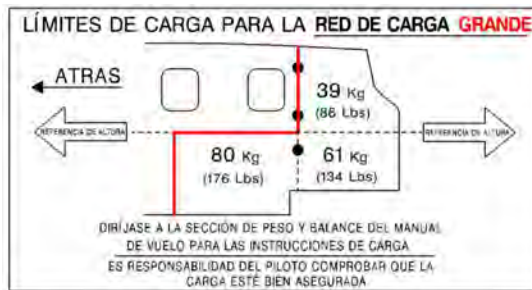 LÍMITES DE CARGA PARA LA RED DE CARGA GRANDE
ATRAS
39 Kg
(86 Lbs)
REFERENCIA DE ALTURA
REFERENCIA DE ALTURA
80 Kg
(176 Lbs)
61 Kg
(134 Lbs)
DIRÍJASE A LA SECCIÓN DE PESO Y BALANCE DEL MANUAL
DE VUELO PARA LAS INSTRUCCIONES DE CARGA
ES RESPONSABILIDAD DEL PILOTO COMPROBAR QUE LA
CARGA ESTÉ BIEN ASEGURADA